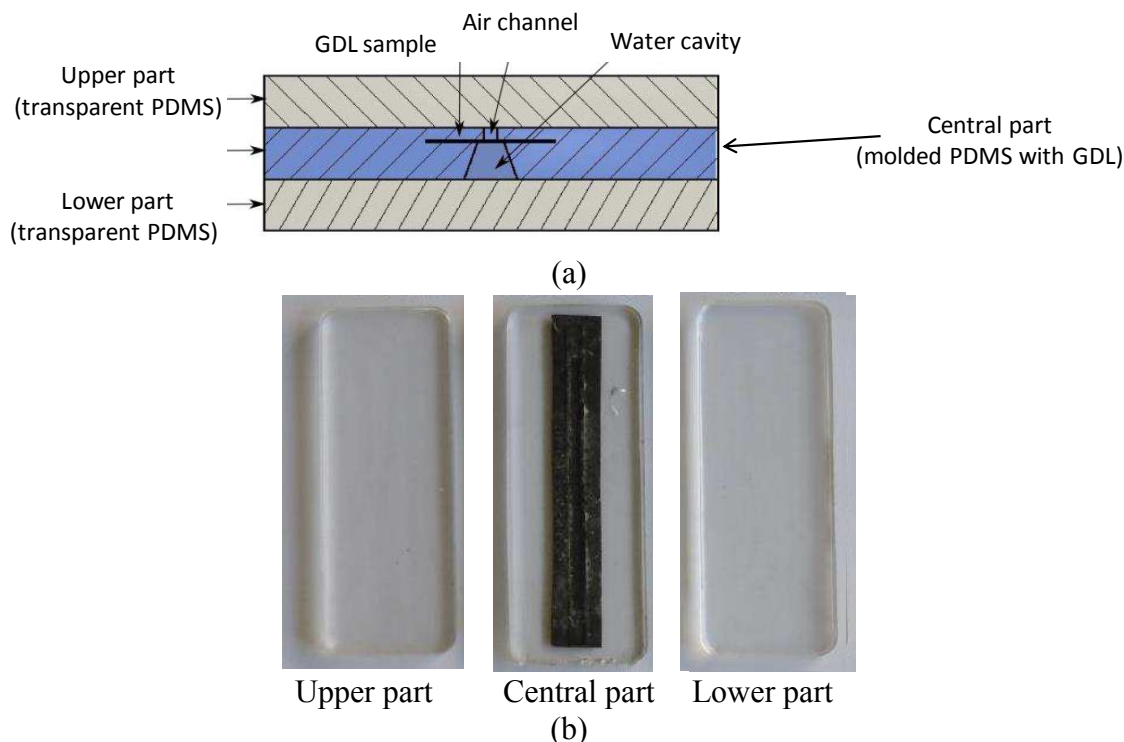 Air channel
GDL sample
Water cavity
Upper part
(transparent PDMS)
Central part
(molded PDMS with GDL)
Lower part
(transparent PDMS)
(a)
Upper part
Central part
Lower part
(b)